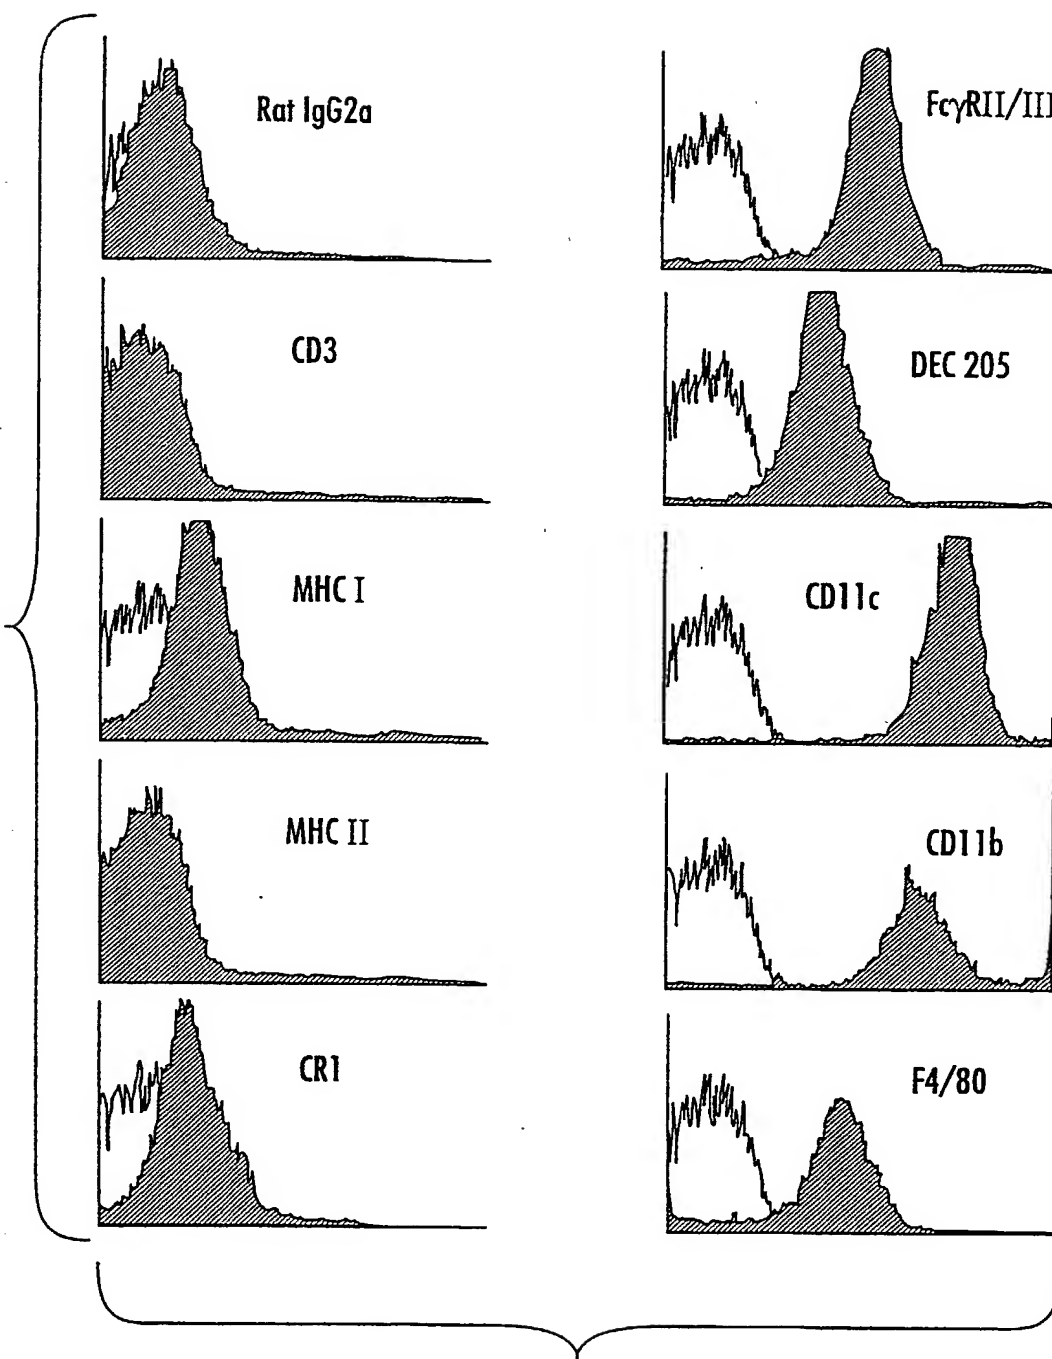 Rat IgG2a
CD3
MHC I
MHC II
CR1
FcγRII/III
DEC 205
CD11c
CD11b
F4/80